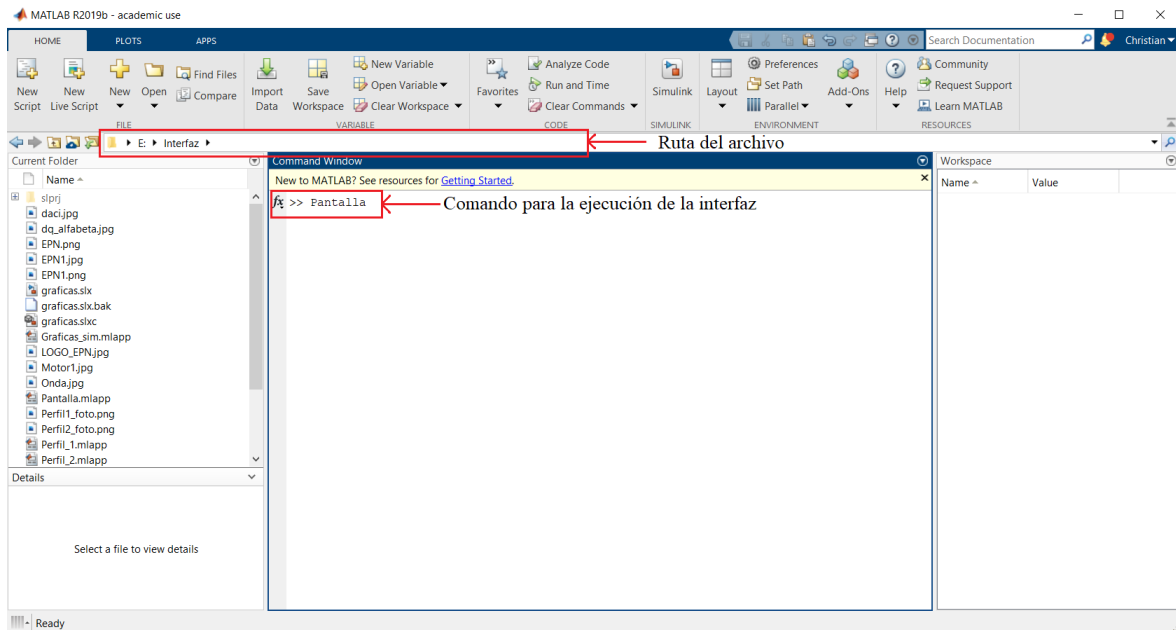 MATLAB R2019b - academic use
HOME PLOTS APPS
Search Documentation
Christian
New Script
New Live Script
New
Open
Find Files
Compare
FILE
Import Data
Save Workspace
New Variable
Open Variable
Clear Workspace
VARIABLE
Favorites
Analyze Code
Run and Time
Clear Commands
CODE
Simulink
SIMULINK
Layout
Preferences
Set Path
Parallel
Add-Ons
ENVIRONMENT
Help
Community
Request Support
Learn MATLAB
RESOURCES
E: Interfaz
Ruta del archivo
Current Folder
Name
slprj
daci.jpg
dq_alfabeta.jpg
EPN.png
EPN1.jpg
EPN1.png
graficas.slx
graficas.slx.bak
graficas.slxc
Graficas_sim.mlapp
LOGO_EPN.jpg
Motor1.jpg
Onda.jpg
Pantalla.mlapp
Perfil1_foto.png
Perfil2_foto.png
Perfil_1.mlapp
Perfil_2.mlapp
Details
Select a file to view details
Command Window
New to MATLAB? See resources for Getting Started.
fx >> Pantalla
Comando para la ejecución de la interfaz
Workspace
Name Value
Ready